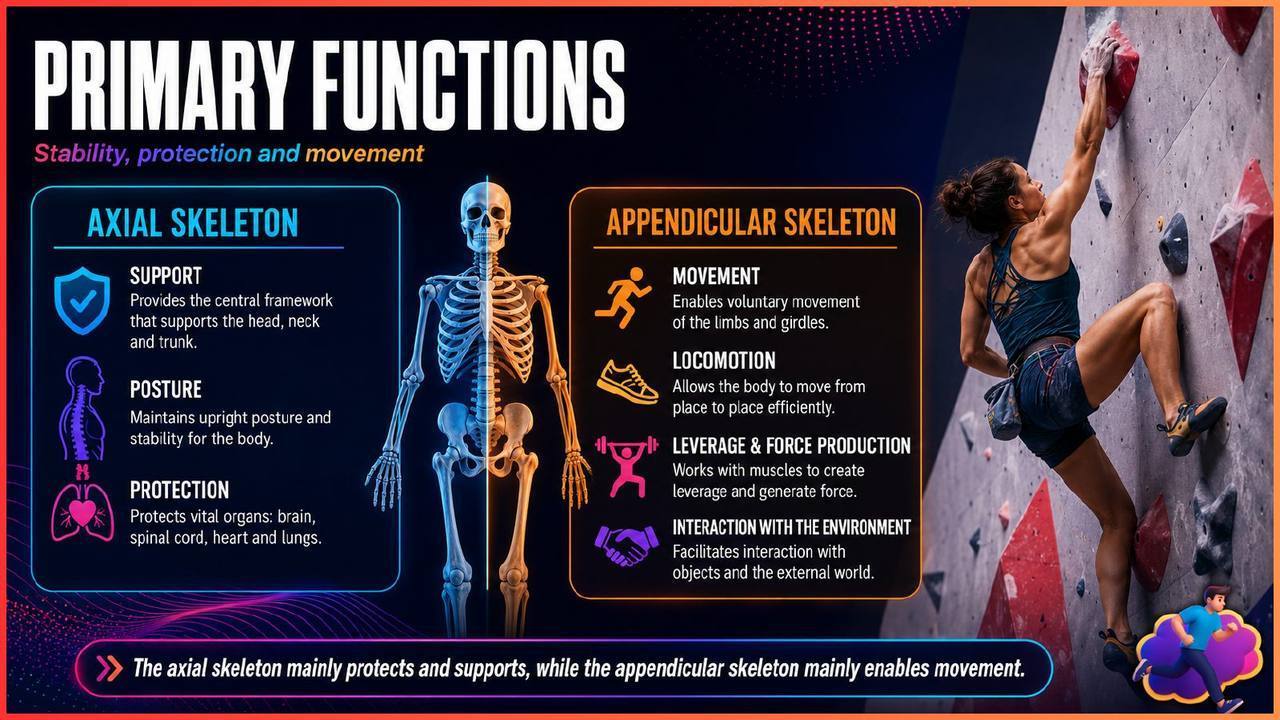 PRIMARY FUNCTIONS
Stability, protection and movement
AXIAL SKELETON
SUPPORT
Provides the central framework
that supports the head, neck
and trunk.
POSTURE
Maintains upright posture and
stability for the body.
PROTECTION
Protects vital organs: brain,
spinal cord, heart and lungs.
APPENDICULAR SKELETON
MOVEMENT
Enables voluntary movement
of the limbs and girdles.
LOCOMOTION
Allows the body to move from
place to place efficiently.
LEVERAGE & FORCE PRODUCTION
Works with muscles to create
leverage and generate force.
INTERACTION WITH THE ENVIRONMENT
Facilitates interaction with
objects and the external world.
The axial skeleton mainly protects and supports, while the appendicular skeleton mainly enables movement.